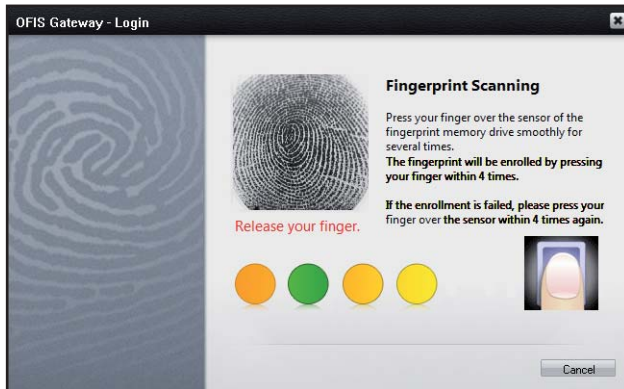 OFIS Gateway - Login
Fingerprint Scanning
Press your finger over the sensor of the
fingerprint memory drive smoothly for
several times.
The fingerprint will be enrolled by pressing
your finger within 4 times.
If the enrollment is failed, please press your
finger over the sensor within 4 times again.
Release your finger.
Cancel